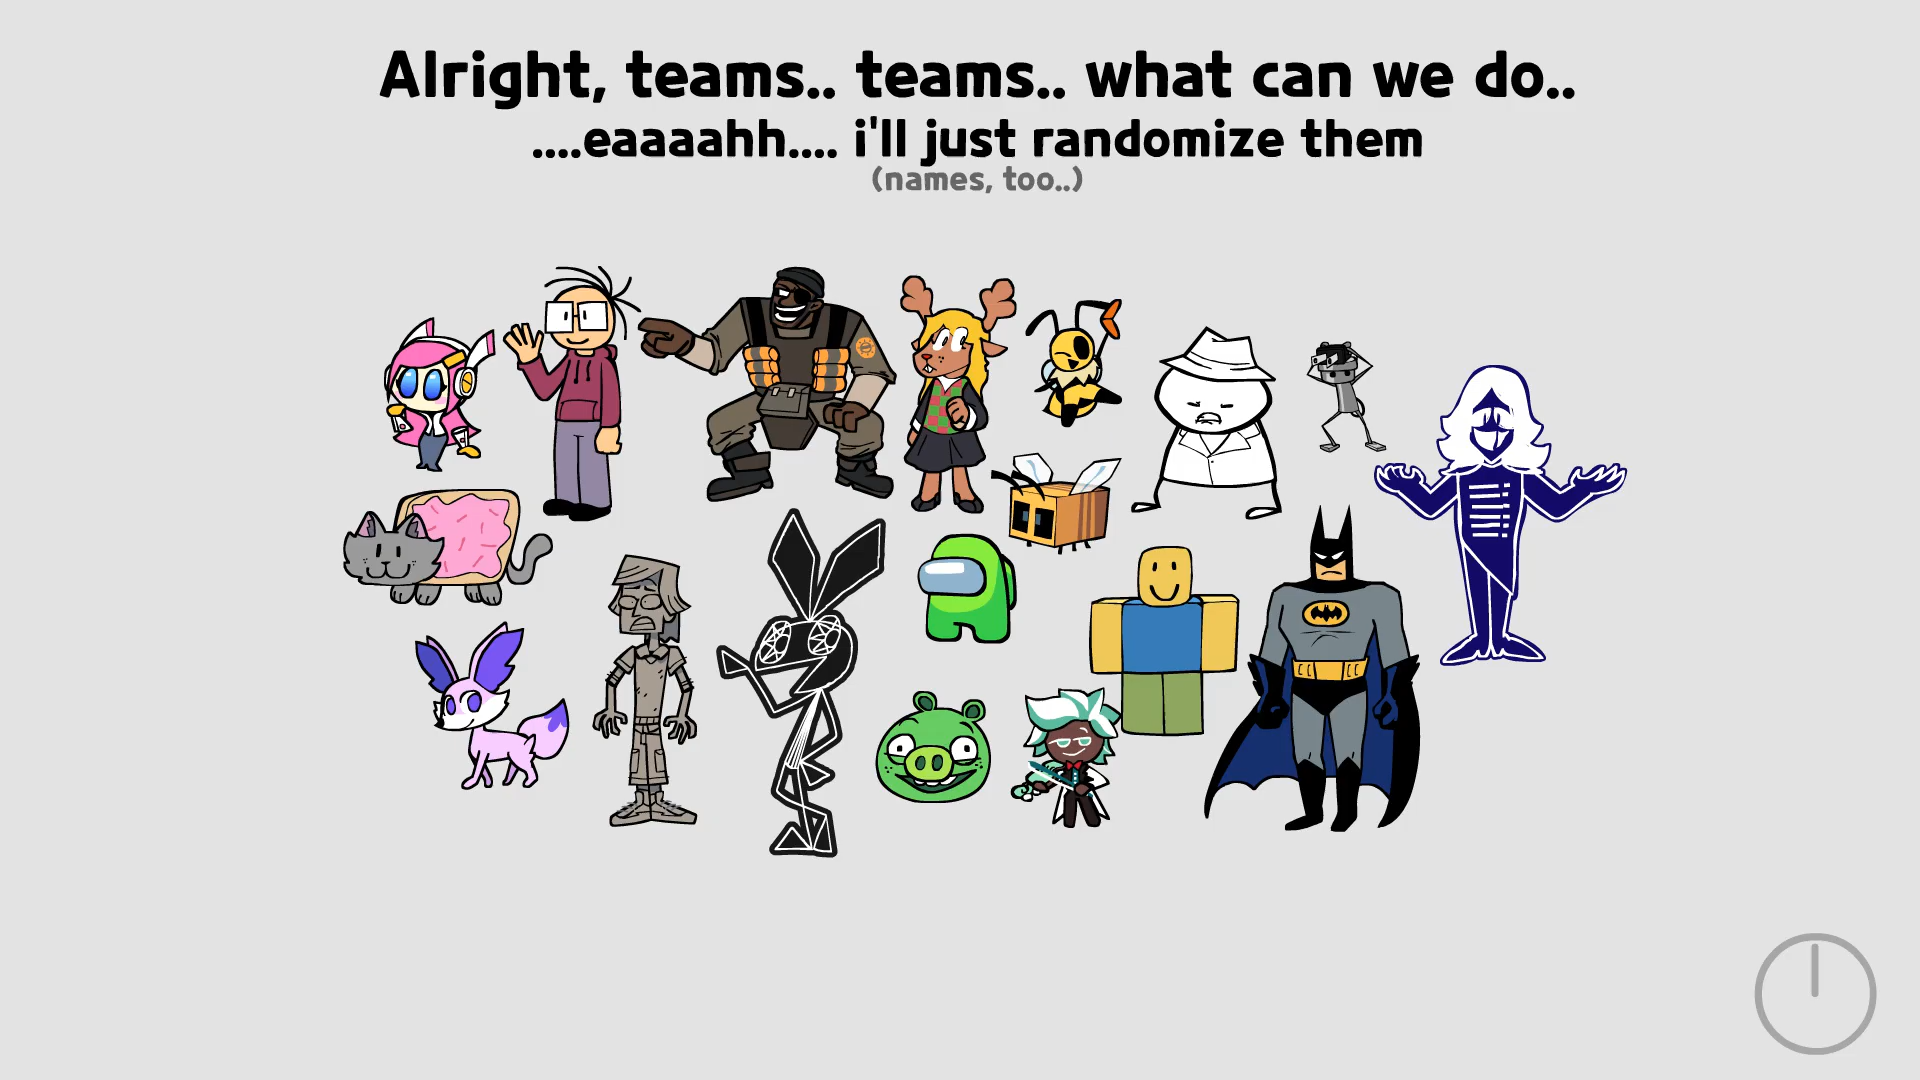 Alright, teams.. teams.. what can we do..
....eaaaahh.... i'll just randomize them
(names, too..)